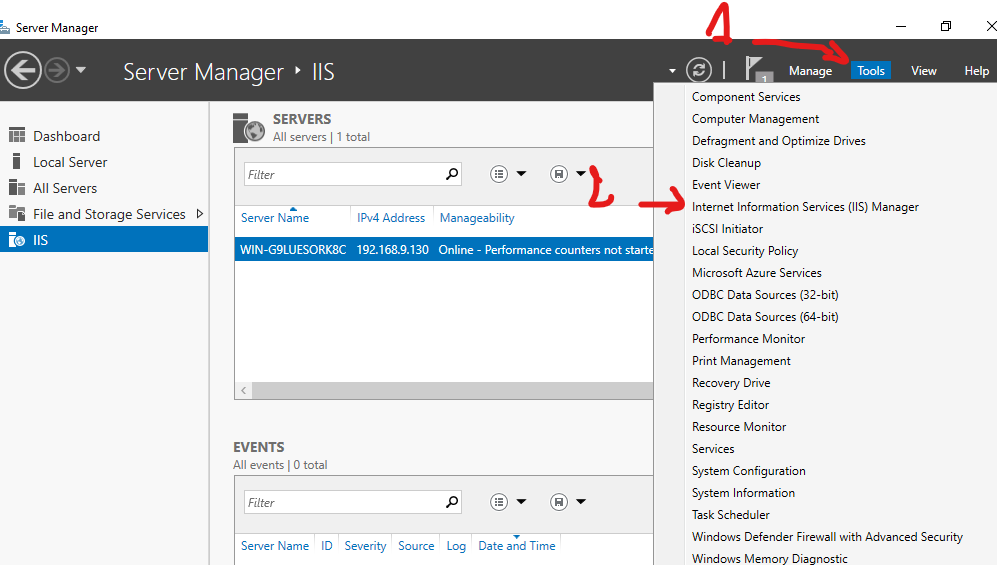 Server Manager
1
Server Manager • IIS
1
Manage Tools View Help
Dashboard
Local Server
All Servers
File and Storage Services
IIS
SERVERS
All servers | 1 total
Filter
Server Name IPv4 Address Manageability
WIN-G9LUESORK8C 192.168.9.130 Online - Performance counters not starte
EVENTS
All events | 0 total
Filter
Server Name ID Severity Source Log Date and Time
Component Services
Computer Management
Defragment and Optimize Drives
Disk Cleanup
Event Viewer
2
Internet Information Services (IIS) Manager
iSCSI Initiator
Local Security Policy
Microsoft Azure Services
ODBC Data Sources (32-bit)
ODBC Data Sources (64-bit)
Performance Monitor
Print Management
Recovery Drive
Registry Editor
Resource Monitor
Services
System Configuration
System Information
Task Scheduler
Windows Defender Firewall with Advanced Security
Windows Memory Diagnostic